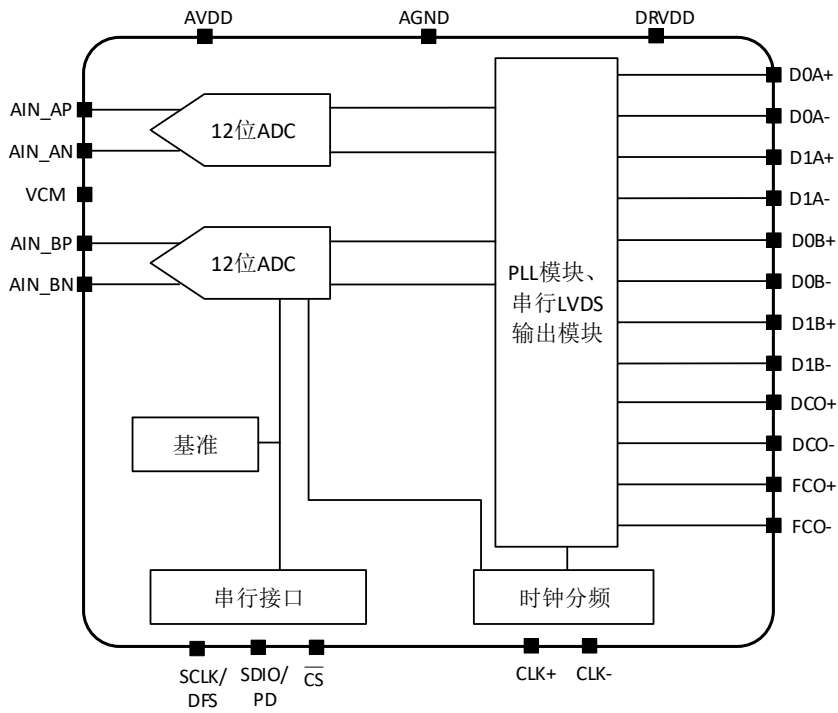 AVDD
AGND
DRVDD
AIN_AP
AIN_AN
VCM
AIN_BP
AIN_BN
12位ADC
12位ADC
PLL模块、
串行LVDS
输出模块
基准
串行接口
时钟分频
D0A+
D0A-
D1A+
D1A-
D0B+
D0B-
D1B+
D1B-
DCO+
DCO-
FCO+
FCO-
SCLK/
DFS
SDIO/
PD
CS
CLK+
CLK-